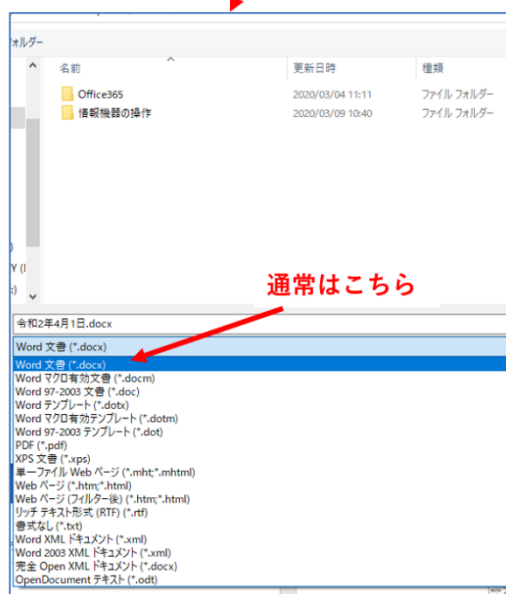 ォルダー
名前 更新日時 種類
Office365 2020/03/04 11:11 ファイル フォルダー
情報機器の操作 2020/03/09 10:40 ファイル フォルダー
通常はこちら
令和2年4月1日.docx
Word 文書 (*.docx)
Word 文書 (*.docx)
Word マクロ有効文書 (*.docm)
Word 97-2003 文書 (*.doc)
Word テンプレート (*.dotx)
Word マクロ有効テンプレート (*.dotm)
Word 97-2003 テンプレート (*.dot)
PDF (*.pdf)
XPS 文書 (*.xps)
単一ファイル Web ページ (*.mht;*.mhtml)
Web ページ (*.htm;*.html)
Web ページ (フィルター後) (*.htm;*.html)
リッチ テキスト形式 (RTF) (*.rtf)
書式なし (*.txt)
Word XML ドキュメント (*.xml)
Word 2003 XML ドキュメント (*.xml)
完全 Open XML ドキュメント (*.docx)
OpenDocument テキスト (*.odt)